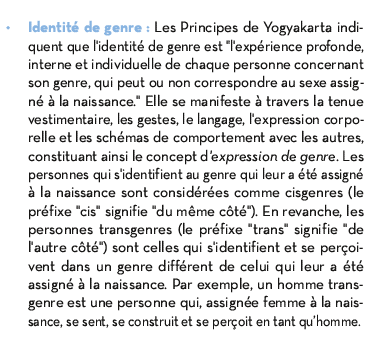 • Identité de genre : Les Principes de Yogyakarta indi-
quent que l'identité de genre est "l'expérience profonde,
interne et individuelle de chaque personne concernant
son genre, qui peut ou non correspondre au sexe assig-
né à la naissance." Elle se manifeste à travers la tenue
vestimentaire, les gestes, le langage, l'expression corpo-
relle et les schémas de comportement avec les autres,
constituant ainsi le concept d'expression de genre. Les
personnes qui s'identifient au genre qui leur a été assigné
à la naissance sont considérées comme cisgenres (le
préfixe "cis" signifie "du même côté"). En revanche, les
personnes transgenres (le préfixe "trans" signifie "de
l'autre côté") sont celles qui s'identifient et se perçoi-
vent dans un genre différent de celui qui leur a été
assigné à la naissance. Par exemple, un homme trans-
genre est une personne qui, assignée femme à la nais-
sance, se sent, se construit et se perçoit en tant qu'homme.